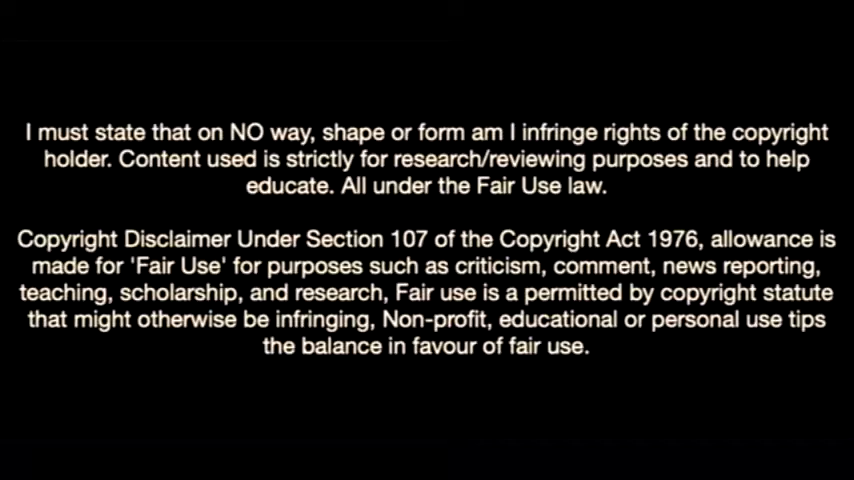 I must state that on NO way, shape or form am I infringe rights of the copyright
holder. Content used is strictly for research/reviewing purposes and to help
educate. All under the Fair Use law.
Copyright Disclaimer Under Section 107 of the Copyright Act 1976, allowance is
made for 'Fair Use' for purposes such as criticism, comment, news reporting,
teaching, scholarship, and research, Fair use is a permitted by copyright statute
that might otherwise be infringing, Non-profit, educational or personal use tips
the balance in favour of fair use.